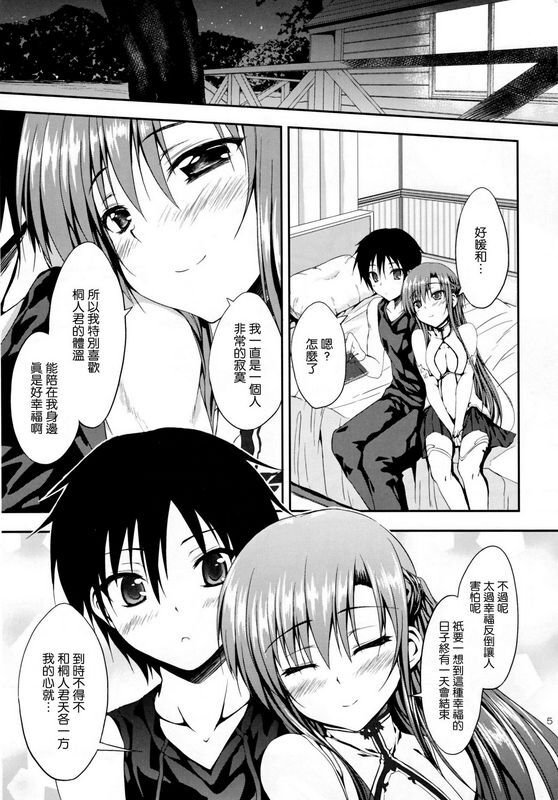 好暖和…
嗯？
怎麼了
我一直是一個人
非常的寂寞
所以我特別喜歡
桐人君的體溫
能陪在我身邊
真是好幸福啊
不過呢
太過幸福反倒讓人
害怕呢
祇要一想到這種幸福的
日子終有一天會結束
到時不得不
和桐人君天各一方
我的心就…
5